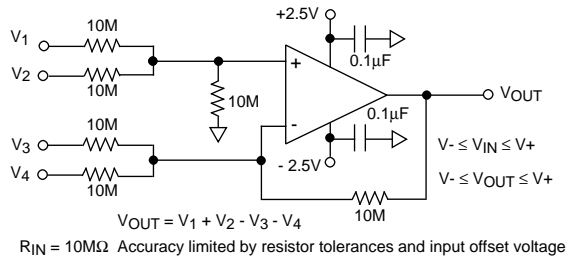 +2.5V
10M
V1
V2
10M
10M
0.1μF
+
-
VOUT
10M
V3
V4
10M
0.1μF
- 2.5V
V- ≤ VIN ≤ V+
V- ≤ VOUT ≤ V+
10M
VOUT = V1 + V2 - V3 - V4
RIN = 10MΩ Accuracy limited by resistor tolerances and input offset voltage